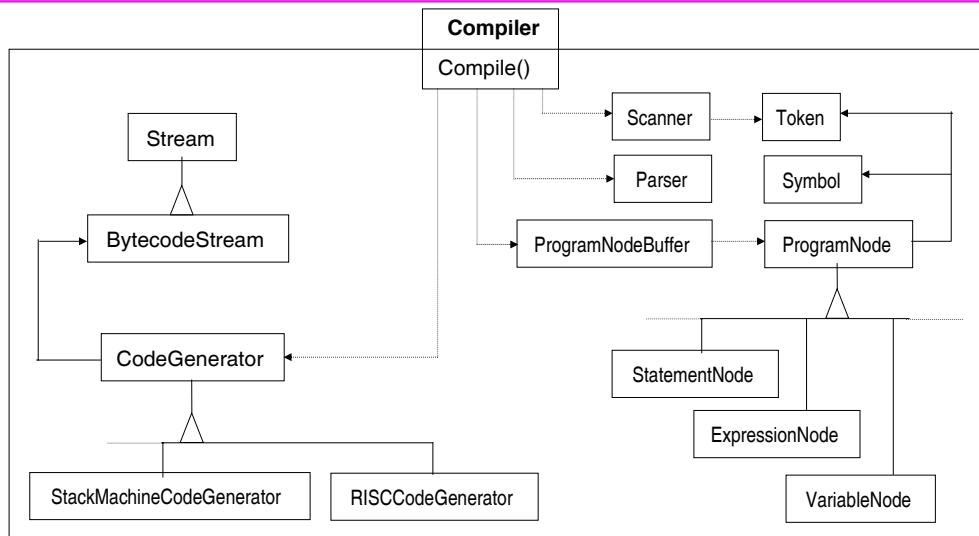 Compiler
Compile()
Scanner
Token
Stream
Parser
Symbol
BytecodeStream
ProgramNodeBuffer
ProgramNode
CodeGenerator
StatementNode
ExpressionNode
StackMachineCodeGenerator
RISCCodeGenerator
VariableNode